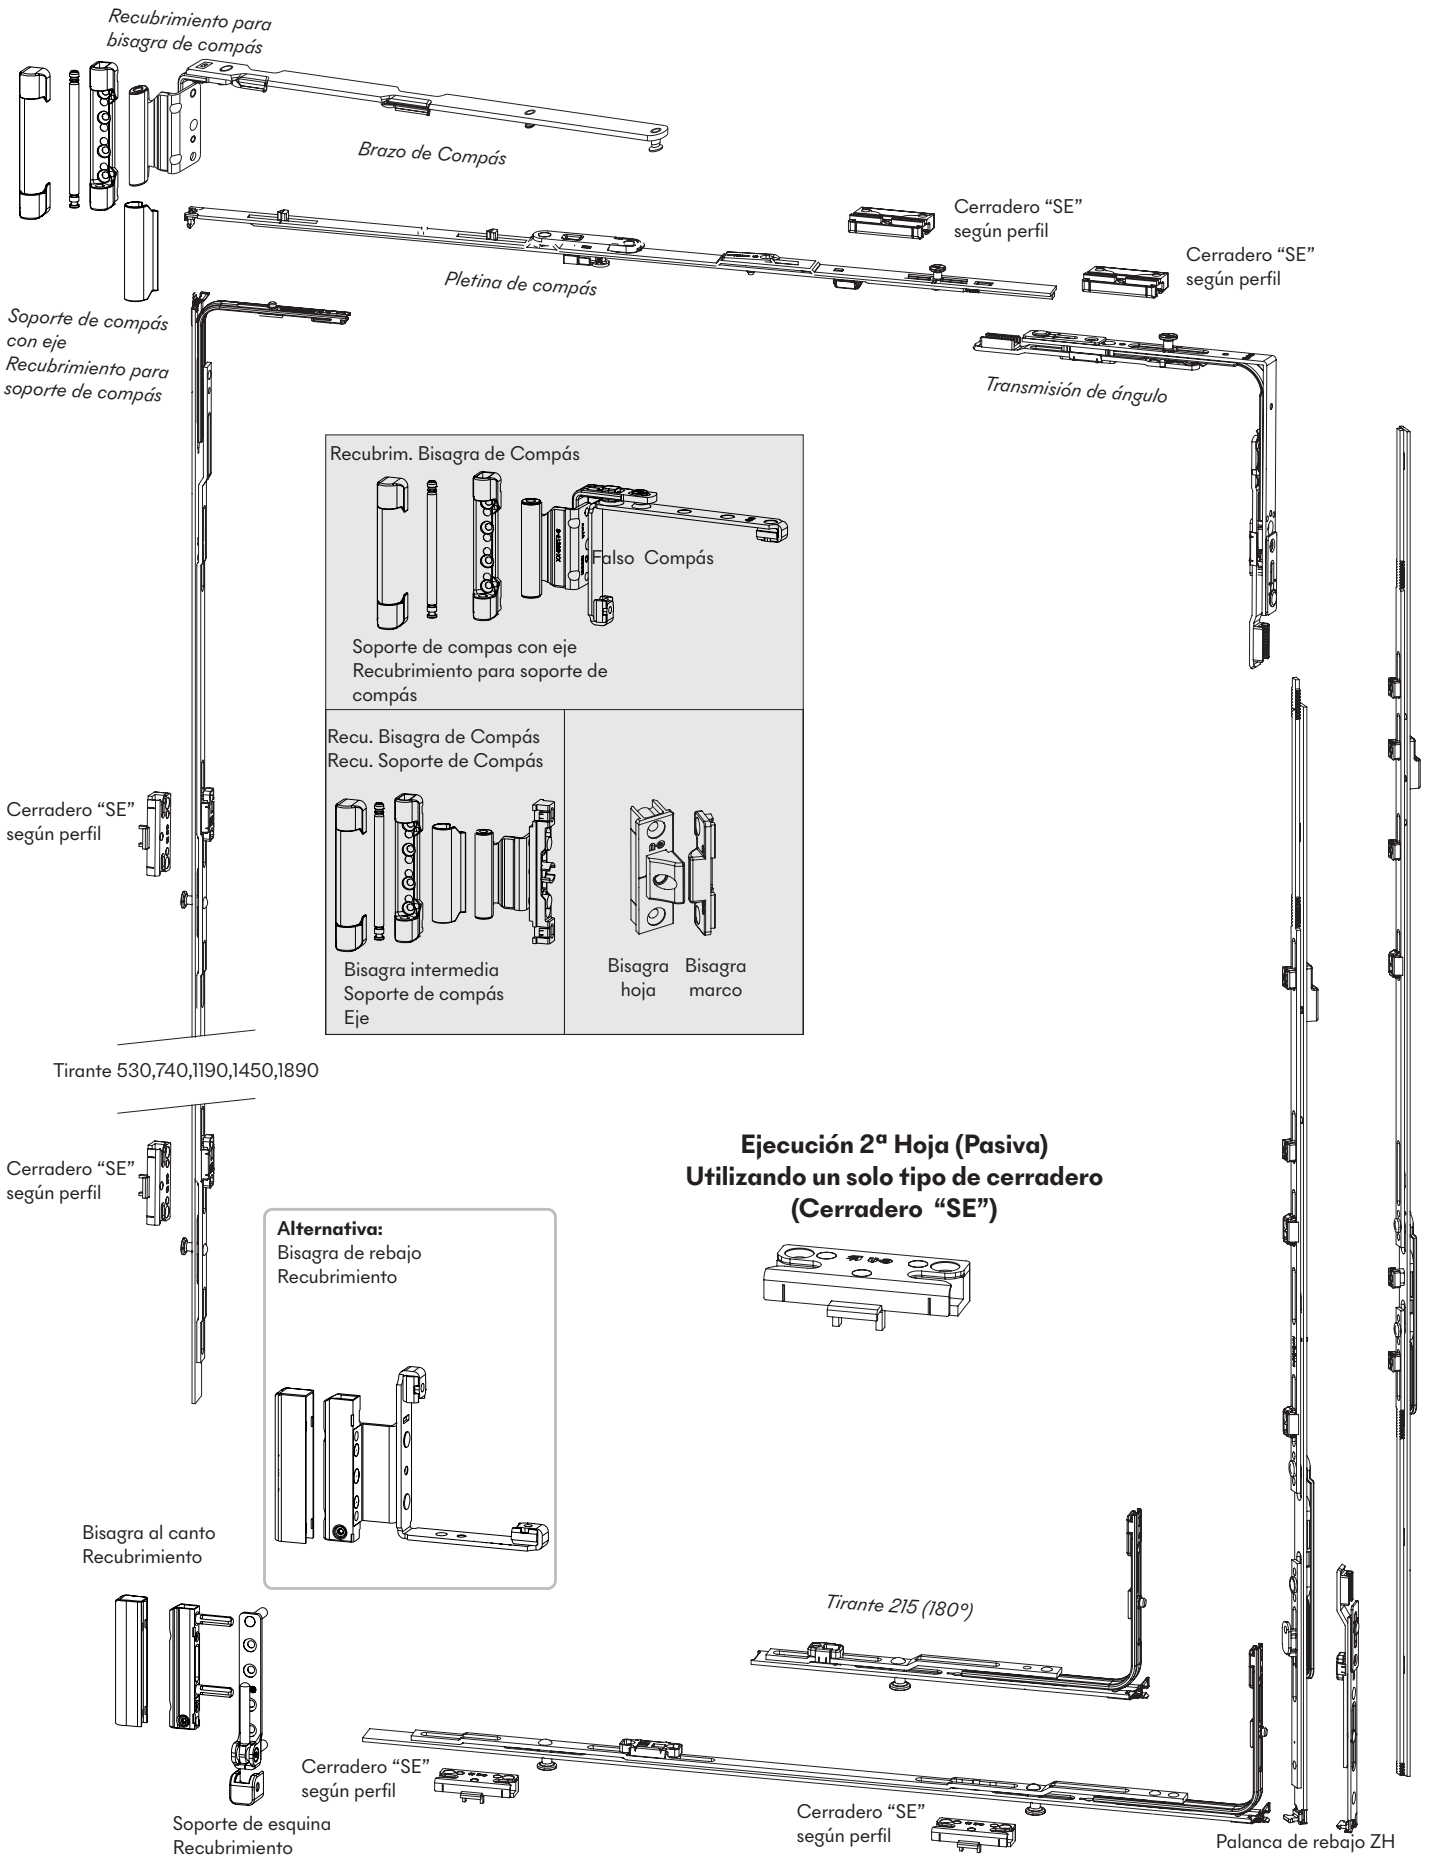 Recubrimiento para
bisagra de compás
Brazo de Compás
Cerradero “SE”
según perfil
Cerradero “SE”
según perfil
Pletina de compás
Soporte de compás
con eje
Recubrimiento para
soporte de compás
Transmisión de ángulo
Recubrim. Bisagra de Compás
Falso Compás
Soporte de compas con eje
Recubrimiento para soporte de
compás
Recu. Bisagra de Compás
Recu. Soporte de Compás
Bisagra intermedia
Soporte de compás
Eje
Bisagra
hoja
Bisagra
marco
Cerradero “SE”
según perfil
Tirante 530,740,1190,1450,1890
Cerradero “SE”
según perfil
Ejecución 2ª Hoja (Pasiva)
Utilizando un solo tipo de cerradero
(Cerradero “SE”)
Alternativa:
Bisagra de rebajo
Recubrimiento
Bisagra al canto
Recubrimiento
Tirante 215 (180º)
Cerradero “SE”
según perfil
Soporte de esquina
Recubrimiento
Cerradero “SE”
según perfil
Palanca de rebajo ZH